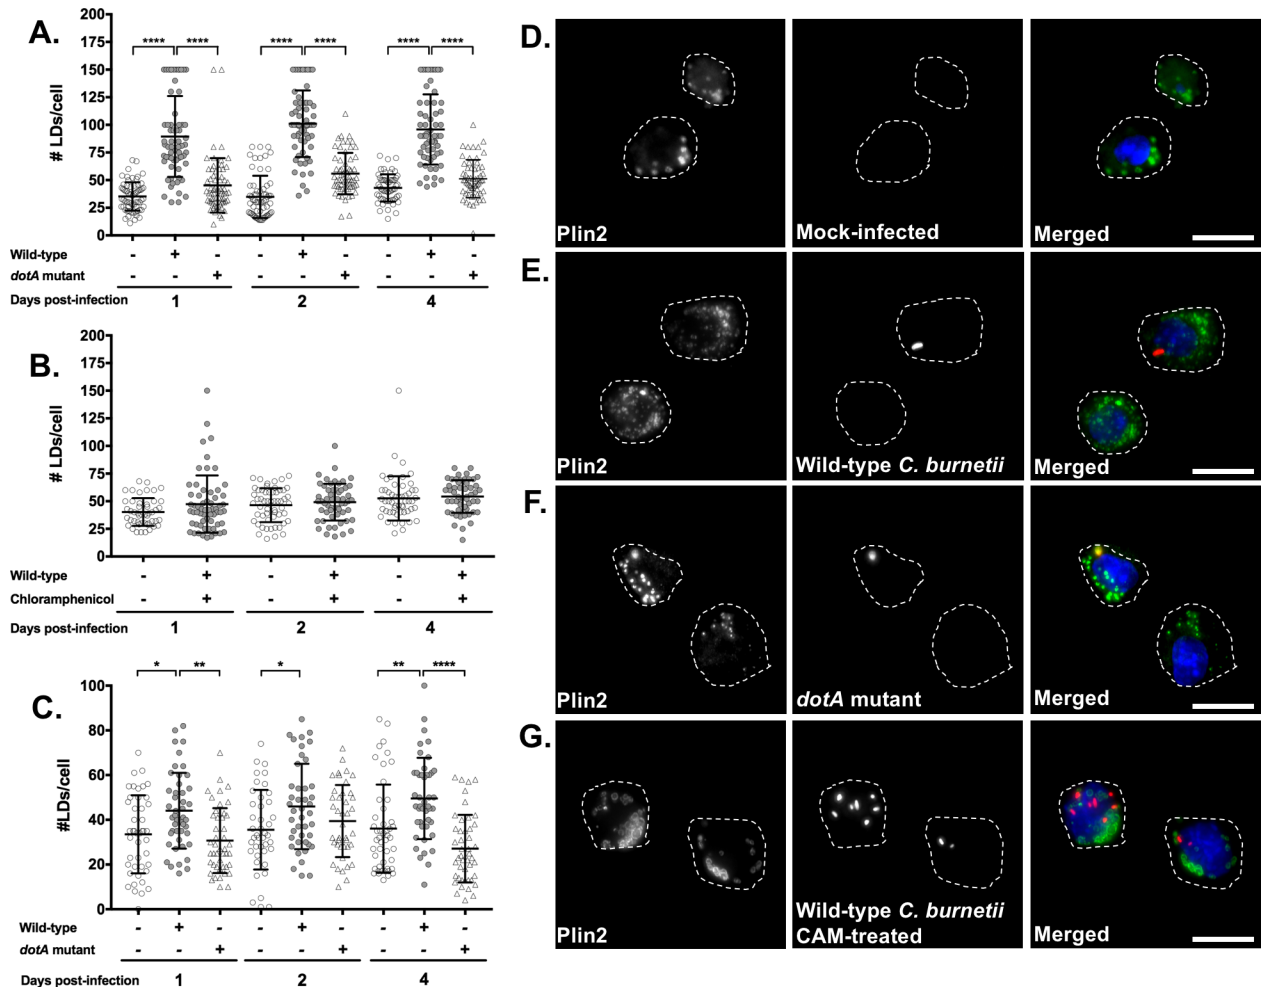 A.
# LDs/cell
200
175
150
125
100
75
50
25
0
**** **** **** **** **** ****
Wild-type - + - - + - - + -
dotA mutant - - + - - + - - +
Days post-infection 1 2 4
B.
# LDs/cell
200
175
150
125
100
75
50
25
0
Wild-type - + - + - +
Chloramphenicol - + - + - +
Days post-infection 1 2 4
C.
#LDs/cell
100
80
60
40
20
0
* ** * ** ****
Wild-type - + - - + - - + -
dotA mutant - - + - - + - - +
Days post-infection 1 2 4
D.
Plin2 Mock-infected Merged
E.
Plin2 Wild-type C. burnetii Merged
F.
Plin2 dotA mutant Merged
G.
Plin2 Wild-type C. burnetii
CAM-treated Merged